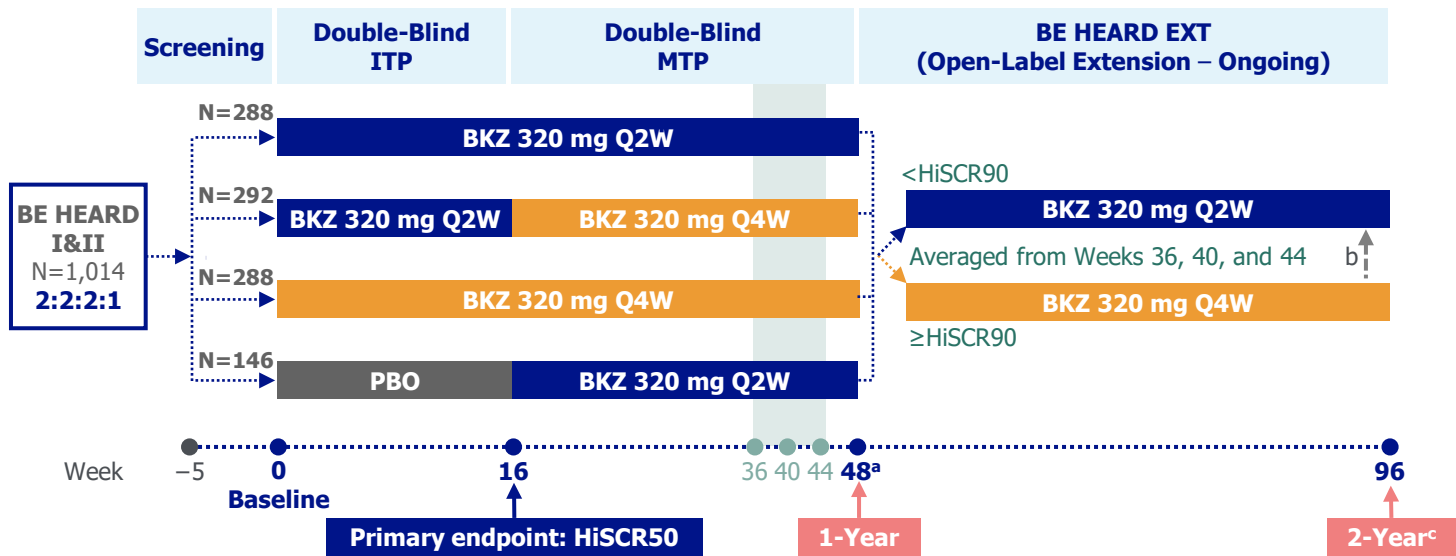 Screening
Double-Blind
ITP
Double-Blind
MTP
BE HEARD EXT
(Open-Label Extension – Ongoing)
BE HEARD
I&II
N=1,014
2:2:2:1
N=288
BKZ 320 mg Q2W
N=292
BKZ 320 mg Q2W
BKZ 320 mg Q4W
N=288
BKZ 320 mg Q4W
N=146
PBO
BKZ 320 mg Q2W
<HiSCR90
BKZ 320 mg Q2W
Averaged from Weeks 36, 40, and 44
b
BKZ 320 mg Q4W
≥HiSCR90
Week
–5
0
16
36
40
44
48ᵃ
96
Baseline
Primary endpoint: HiSCR50
1-Year
2-Yearᶜ